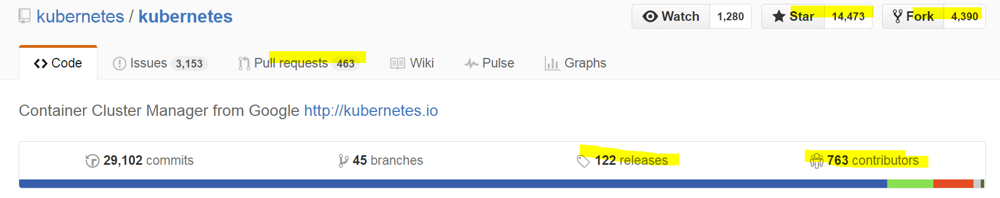 kubernetes / kubernetes
Watch 1,280 Star 14,473 Fork 4,390
Code Issues 3,153 Pull requests 463 Wiki Pulse Graphs
Container Cluster Manager from Google http://kubernetes.io
29,102 commits 45 branches 122 releases 763 contributors